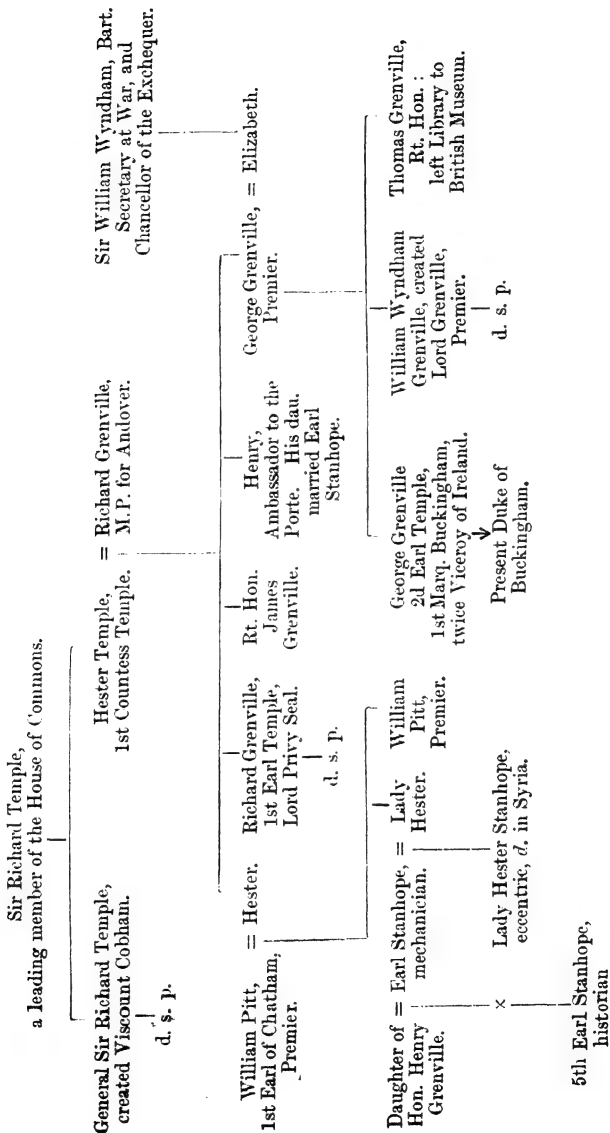 Sir Richard Temple,
a leading member of the House of Commons.
General Sir Richard Temple,
created Viscount Cobham.
d. s. p.
Hester Temple,
1st Countess Temple.
= Richard Grenville,
M.P. for Andover.
Sir William Wyndham, Bart.
Secretary at War, and
Chancellor of the Exchequer.
William Pitt,
1st Earl of Chatham,
Premier.
= Hester.
Richard Grenville,
1st Earl Temple,
Lord Privy Seal.
d. s. p.
Rt. Hon.
James
Grenville.
Henry,
Ambassador to the
Porte. His dau.
married Earl
Stanhope.
George Grenville,
Premier.
= Elizabeth.
Daughter of
Hon. Henry
Grenville.
= Earl Stanhope,
mechanician.
= Lady
Hester.
William
Pitt,
Premier.
George Grenville
2d Earl Temple,
1st Marq. Buckingham,
twice Viceroy of Ireland.
William Wyndham
Grenville, created
Lord Grenville,
Premier.
d. s. p.
Thomas Grenville,
Rt. Hon. :
left Library to
British Museum.
×
Lady Hester Stanhope,
eccentric, d. in Syria.
Present Duke of
Buckingham.
5th Earl Stanhope,
historian